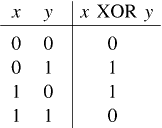 x y x XOR y
0 0 0
0 1 1
1 0 1
1 1 0